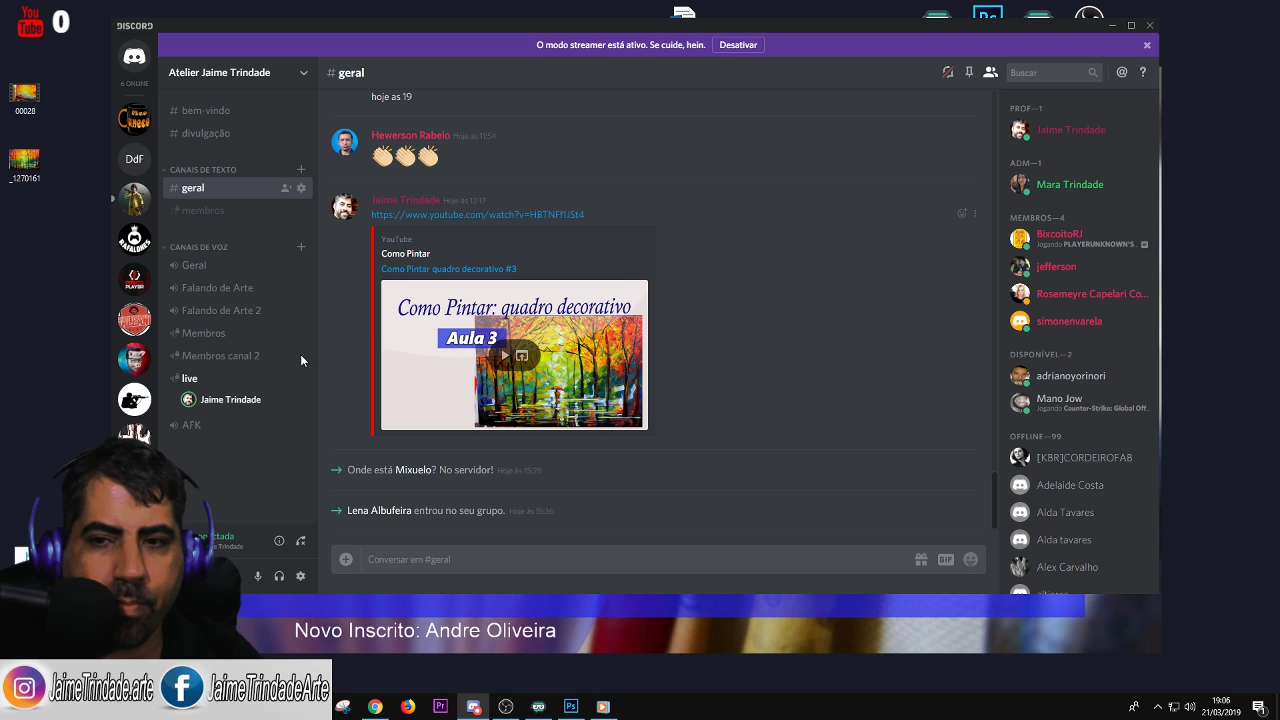 You
Tube
0
DISCORD
O modo streamer está ativo. Se cuide, hein.
Desativar
00028
_1270161
6 ONLINE
DdF
Atelier Jaime Trindade
# bem-vindo
# divulgação
CANAIS DE TEXTO
# geral
membros
CANAIS DE VOZ
Geral
Falando de Arte
Falando de Arte 2
Membros
Membros canal 2
live
Jaime Trindade
AFK
# geral
Buscar
hoje as 19
Hewerson Rabelo Hoje às 11:54
Jaime Trindade Hoje às 12:17
https://www.youtube.com/watch?v=HBTNFf1JSt4
YouTube
Como Pintar
Como Pintar quadro decorativo #3
Como Pintar: quadro decorativo
Aula 3
Onde está Mixuelo? No servidor! Hoje às 15:29
Lena Albufeira entrou no seu grupo. Hoje às 15:36
Conversar em #geral
GIF
PROF—1
Jaime Trindade
ADM—1
Mara Trindade
MEMBROS—4
BixcoitoRJ
Jogando PLAYERUNKNOWN'S...
jefferson
Rosemeyre Capelari Co...
simonenvarela
DISPONÍVEL—2
adrianoyorinori
Mano Jow
Jogando Counter-Strike: Global Off...
OFFLINE—99
[KBR]CORDEIROFAB
Adelaide Costa
Alda Tavares
Alda tavares
Alex Carvalho
Novo Inscrito: Andre Oliveira
JaimeTrindade.arte
JaimeTrindadeArte
Pr
Ps
19:06
21/03/2019